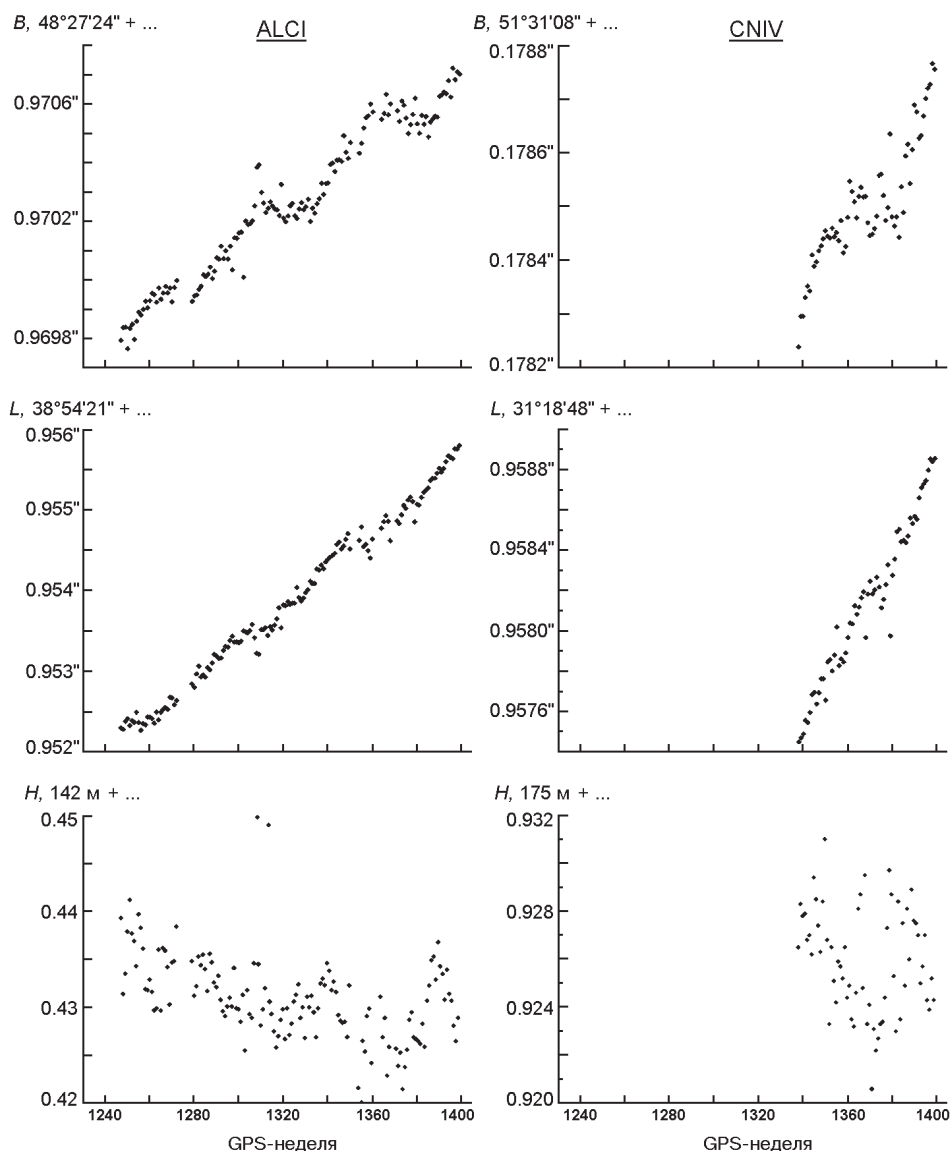 B, 48°27'24" + ...
ALCI
0.9706"
0.9702"
0.9698"
B, 51°31'08" + ...
CNIV
0.1788"
0.1786"
0.1784"
0.1782"
L, 38°54'21" + ...
0.956"
0.955"
0.954"
0.953"
0.952"
L, 31°18'48" + ...
0.9588"
0.9584"
0.9580"
0.9576"
H, 142 м + ...
0.45
0.44
0.43
0.42
1240 1280 1320 1360 1400
GPS-неделя
H, 175 м + ...
0.932
0.928
0.924
0.920
1240 1280 1320 1360 1400
GPS-неделя